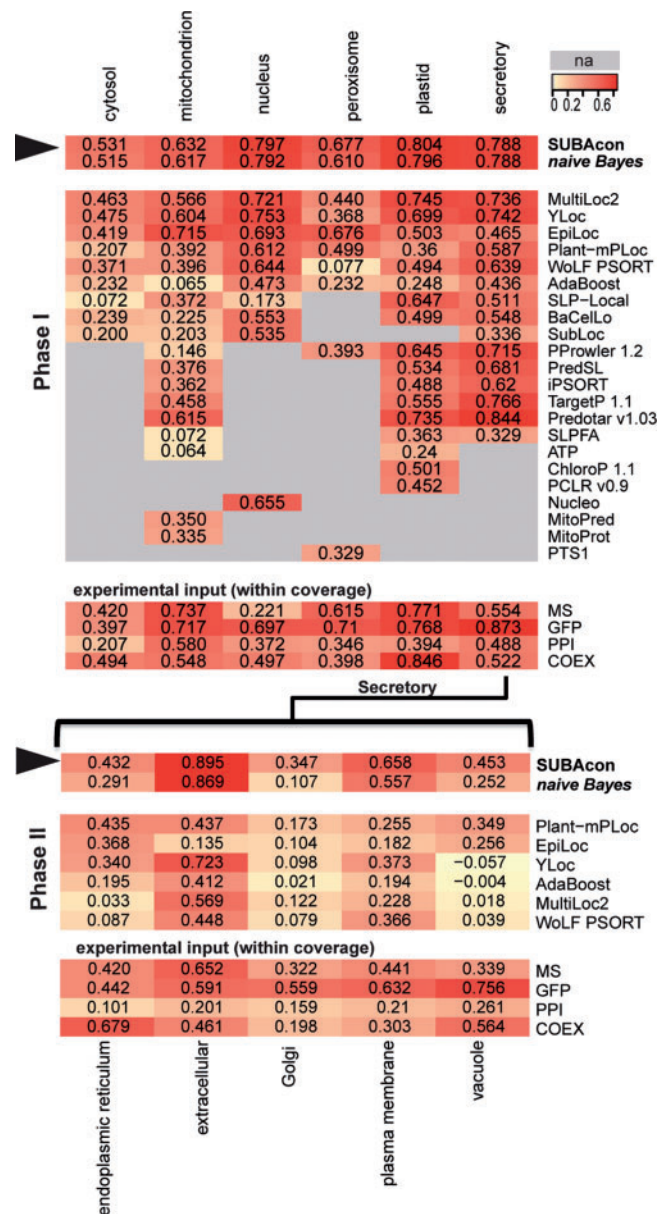 cytosol mitochondrion nucleus peroxisome plastid secretory
na
0 0.2 0.6
0.531 0.632 0.797 0.677 0.804 0.788 SUBAcon
0.515 0.617 0.792 0.610 0.796 0.788 naive Bayes
Phase I
0.463 0.566 0.721 0.440 0.745 0.736 MultiLoc2
0.475 0.604 0.753 0.368 0.699 0.742 YLoc
0.419 0.715 0.693 0.676 0.503 0.465 EpiLoc
0.207 0.392 0.612 0.499 0.36 0.587 Plant-mPLoc
0.371 0.396 0.644 0.077 0.494 0.639 WoLF PSORT
0.232 0.065 0.473 0.232 0.248 0.436 AdaBoost
0.072 0.372 0.173 0.647 0.511 SLP-Local
0.239 0.225 0.553 0.499 0.548 BaCelLo
0.200 0.203 0.535 0.336 SubLoc
0.146 0.393 0.645 0.715 PProwler 1.2
0.376 0.534 0.681 PredSL
0.362 0.488 0.62 iPSORT
0.458 0.555 0.766 TargetP 1.1
0.615 0.735 0.844 Predotar v1.03
0.072 0.363 0.329 SLPFA
0.064 0.24 ATP
0.501 ChloroP 1.1
0.452 PCLR v0.9
0.655 Nucleo
0.350 MitoPred
0.335 MitoProt
0.329 PTS1
experimental input (within coverage)
0.420 0.737 0.221 0.615 0.771 0.554 MS
0.397 0.717 0.697 0.71 0.768 0.873 GFP
0.207 0.580 0.372 0.346 0.394 0.488 PPI
0.494 0.548 0.497 0.398 0.846 0.522 COEX
Secretory
0.432 0.895 0.347 0.658 0.453 SUBAcon
0.291 0.869 0.107 0.557 0.252 naive Bayes
Phase II
0.435 0.437 0.173 0.255 0.349 Plant-mPLoc
0.368 0.135 0.104 0.182 0.256 EpiLoc
0.340 0.723 0.098 0.373 −0.057 YLoc
0.195 0.412 0.021 0.194 −0.004 AdaBoost
0.033 0.569 0.122 0.228 0.018 MultiLoc2
0.087 0.448 0.079 0.366 0.039 WoLF PSORT
experimental input (within coverage)
0.420 0.652 0.322 0.441 0.339 MS
0.442 0.591 0.559 0.632 0.756 GFP
0.101 0.201 0.159 0.21 0.261 PPI
0.679 0.461 0.198 0.303 0.564 COEX
endoplasmic reticulum extracellular Golgi plasma membrane vacuole